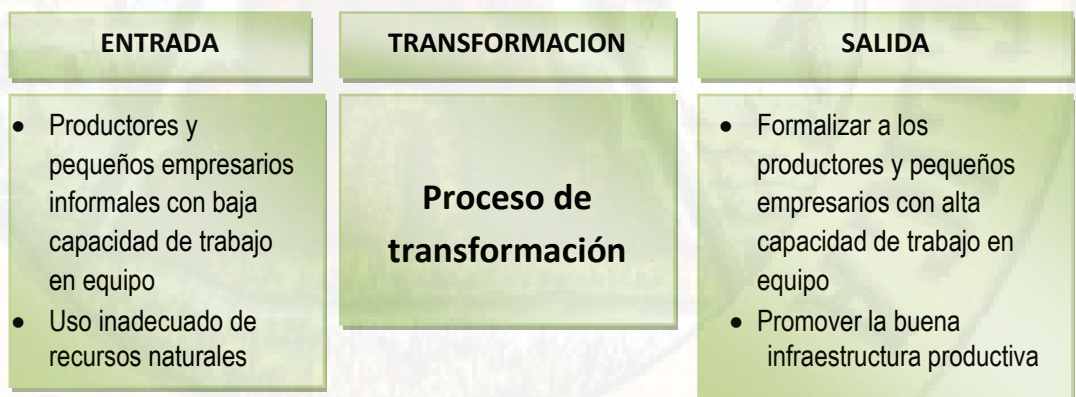 ENTRADA
TRANSFORMACION
SALIDA
• Productores y
pequeños empresarios
informales con baja
capacidad de trabajo
en equipo
• Uso inadecuado de
recursos naturales
Proceso de
transformación
• Formalizar a los
productores y pequeños
empresarios con alta
capacidad de trabajo en
equipo
• Promover la buena
infraestructura productiva